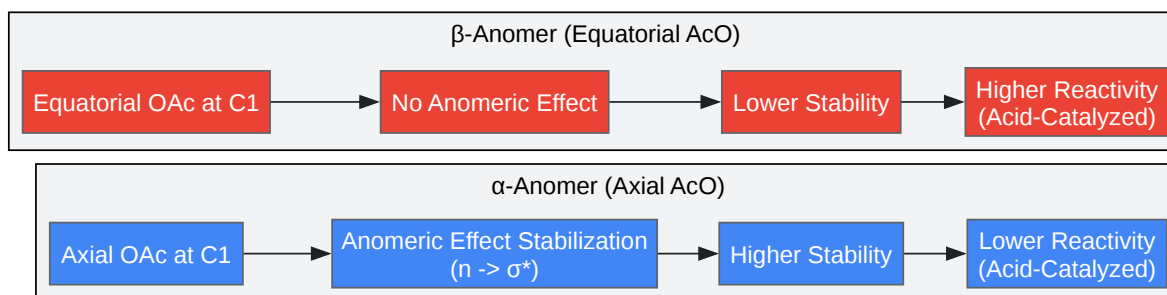 β-Anomer (Equatorial AcO)
Equatorial OAc at C1
No Anomeric Effect
Lower Stability
Higher Reactivity
(Acid-Catalyzed)
α-Anomer (Axial AcO)
Axial OAc at C1
Anomeric Effect Stabilization
(n -> σ*)
Higher Stability
Lower Reactivity
(Acid-Catalyzed)